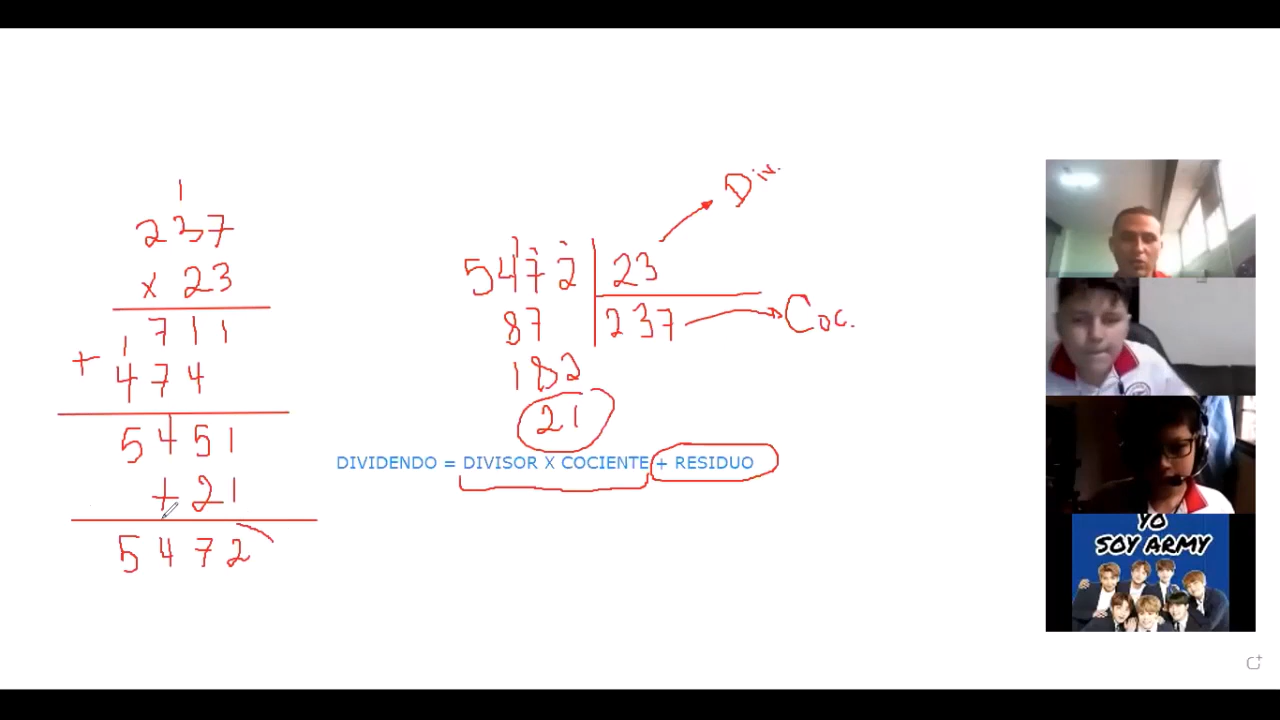 1
237
x 23
1711
+ 474
5451
+ 21
5472
Div.
5472 23
87 237 Coc.
182
21
DIVIDENDO = DIVISOR X COCIENTE + RESIDUO
YO
SOY ARMY